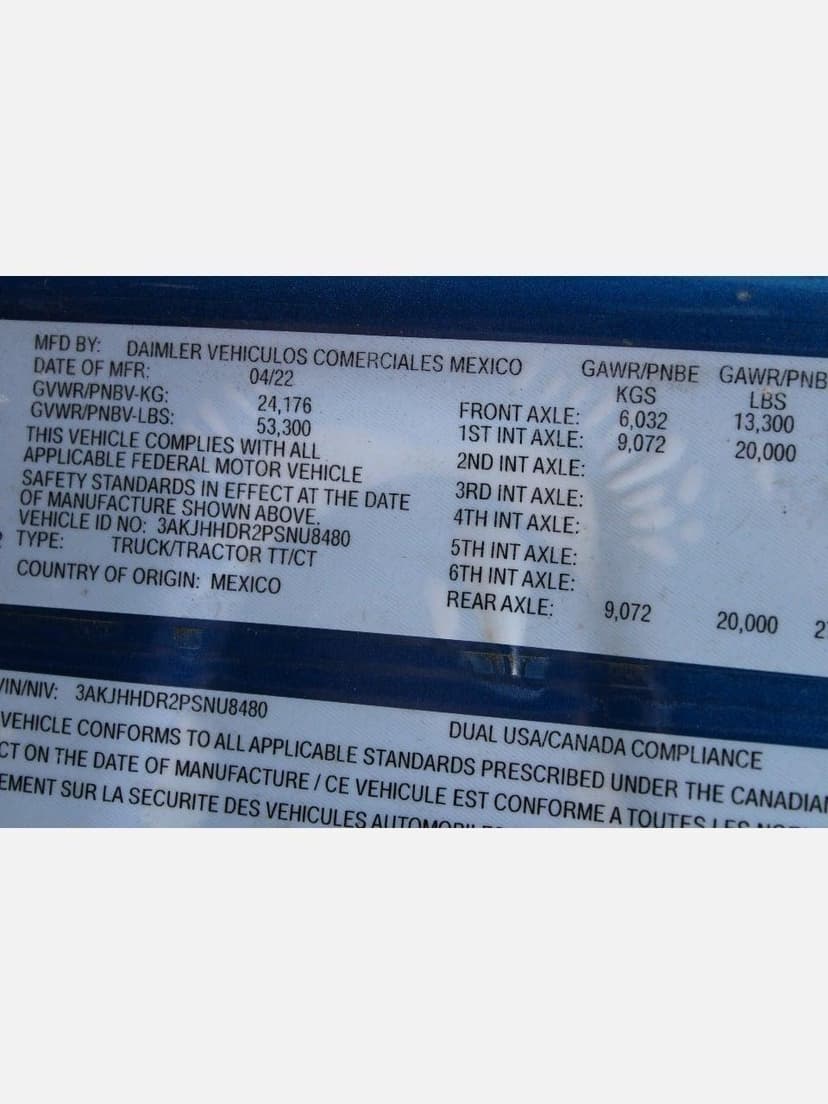 MFD BY: DAIMLER VEHICULOS COMERCIALES MEXICO
DATE OF MFR: 04/22
GVWR/PNBV-KG: 24,176
GVWR/PNBV-LBS: 53,300
THIS VEHICLE COMPLIES WITH ALL
APPLICABLE FEDERAL MOTOR VEHICLE
SAFETY STANDARDS IN EFFECT AT THE DATE
OF MANUFACTURE SHOWN ABOVE.
VEHICLE ID NO: 3AKJHHDR2PSNU8480
TYPE: TRUCK/TRACTOR TT/CT
COUNTRY OF ORIGIN: MEXICO
GAWR/PNBE GAWR/PNB
KGS LBS
FRONT AXLE: 6,032 13,300
1ST INT AXLE: 9,072 20,000
2ND INT AXLE:
3RD INT AXLE:
4TH INT AXLE:
5TH INT AXLE:
6TH INT AXLE:
REAR AXLE: 9,072 20,000
VIN/NIV: 3AKJHHDR2PSNU8480
DUAL USA/CANADA COMPLIANCE
VEHICLE CONFORMS TO ALL APPLICABLE STANDARDS PRESCRIBED UNDER THE CANADIAN
CT ON THE DATE OF MANUFACTURE / CE VEHICULE EST CONFORME A TOUTES LES
EMENT SUR LA SECURITE DES VEHICULES AUTOMOBILES